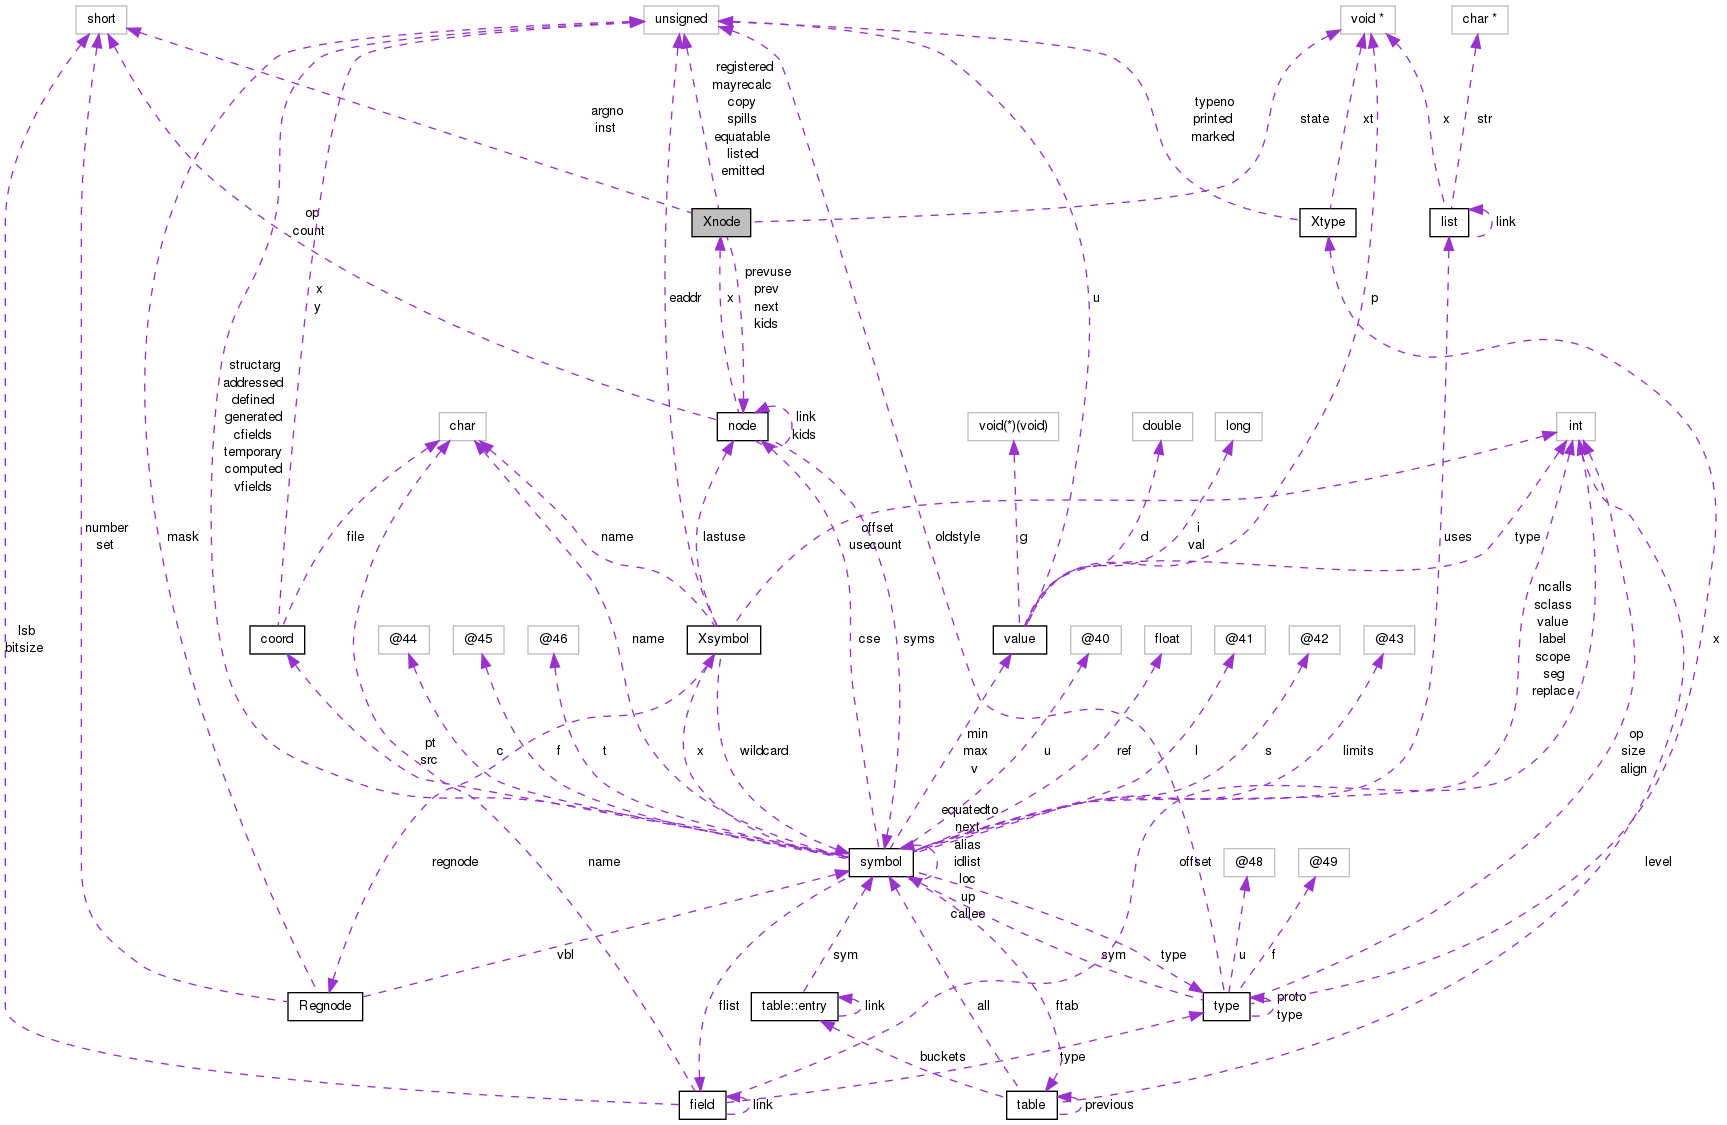 short
unsigned
void *
char *
registered
mayrecalc
copy
spills
equatable
listed
emitted
argno
inst
typeno
printed
marked
state
xt
x
str
op
count
Xnode
Xtype
list
link
x
y
eaddr
x
prevuse
prev
next
kids
u
p
structarg
addressed
defined
generated
cfields
temporary
computed
vfields
char
node
link
kids
void(*)(void)
double
long
int
number
set
mask
file
name
lastuse
offset
usecount
oldstyle
g
d
i
val
uses
type
lsb
bitsize
coord
@44
@45
@46
Xsymbol
name
cse
syms
value
@40
float
@41
@42
@43
ncalls
sclass
value
label
scope
seg
replace
x
pt
src
c
f
t
x
wildcard
min
max
v
u
ref
l
s
limits
op
size
align
equatedto
next
alias
idlist
loc
up
callee
regnode
name
symbol
offset
@48
@49
level
vbl
sym
sym
type
u
f
Regnode
flist
table::entry
link
all
ftab
type
proto
type
buckets
type
field
link
table
previous